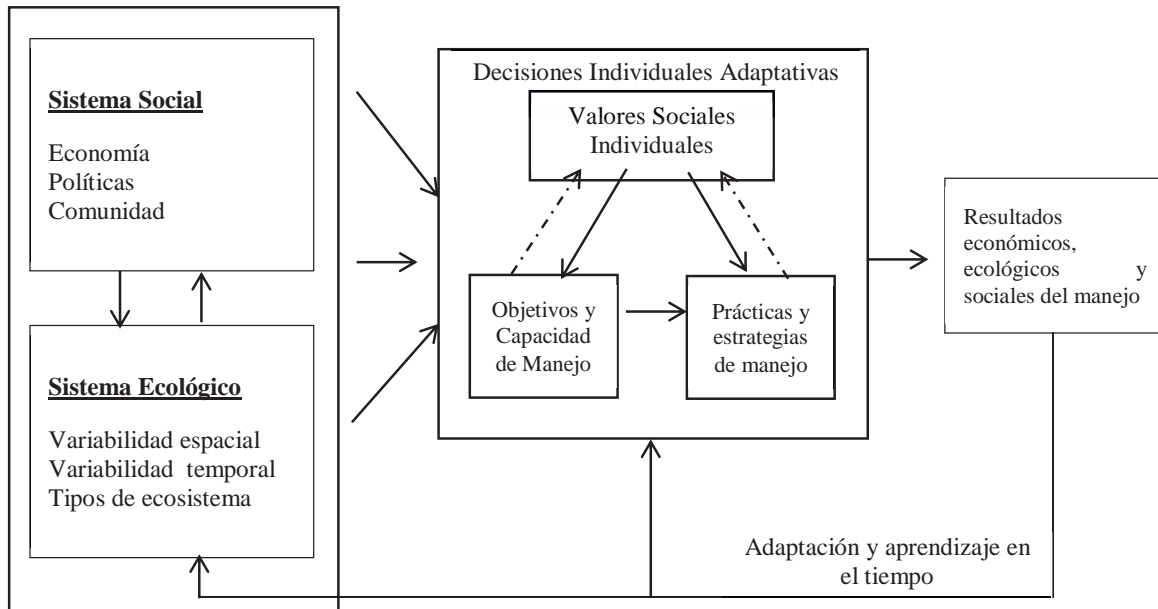 Sistema Social
Economía
Políticas
Comunidad
Sistema Ecológico
Variabilidad espacial
Variabilidad temporal
Tipos de ecosistema
Decisiones Individuales Adaptativas
Valores Sociales
Individuales
Objetivos y
Capacidad
de Manejo
Prácticas y
estrategias
de manejo
Resultados
económicos,
ecológicos y
sociales del manejo
Adaptación y aprendizaje en
el tiempo